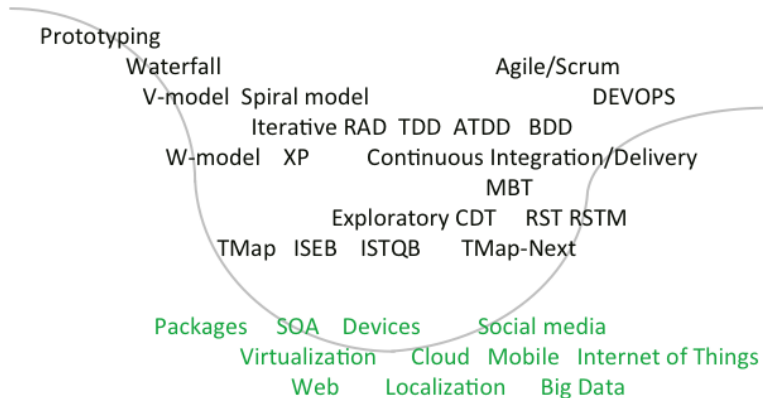 Prototyping
Waterfall Agile/Scrum
V-model Spiral model DEVOPS
Iterative RAD TDD ATDD BDD
W-model XP Continuous Integration/Delivery
MBT
Exploratory CDT RST RSTM
TMap ISEB ISTQB TMap-Next
Packages SOA Devices Social media
Virtualization Cloud Mobile Internet of Things
Web Localization Big Data